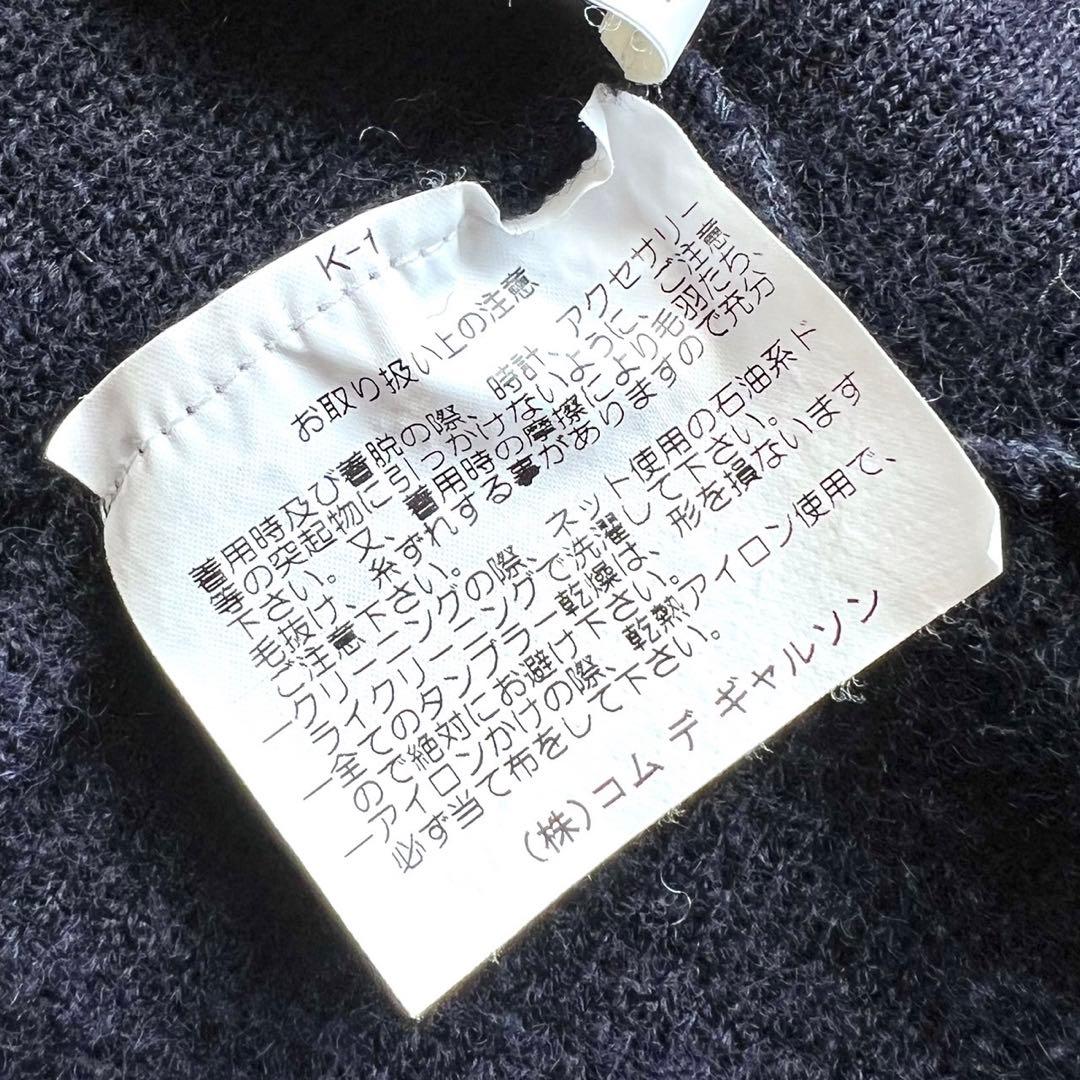 K-1
お取り扱い上の注意
着用時及び着脱の際、時計、アクセサリー
等の突起物に引っかけないように、ご注意
下さい。又、着用時の摩擦により毛羽たち、
毛抜け、糸ずれする事がありますので充分
ご注意下さい。
一クリーニングの際、ネット使用の石油系ド
ライクリーニングで洗濯して下さい。
一全てのタンブラー乾燥は、形を損ないます
ので絶対にお避け下さい。
一アイロンかけの際、乾熱アイロン使用で、
必ず当て布をして下さい。
(株)コム デ ギャルソン